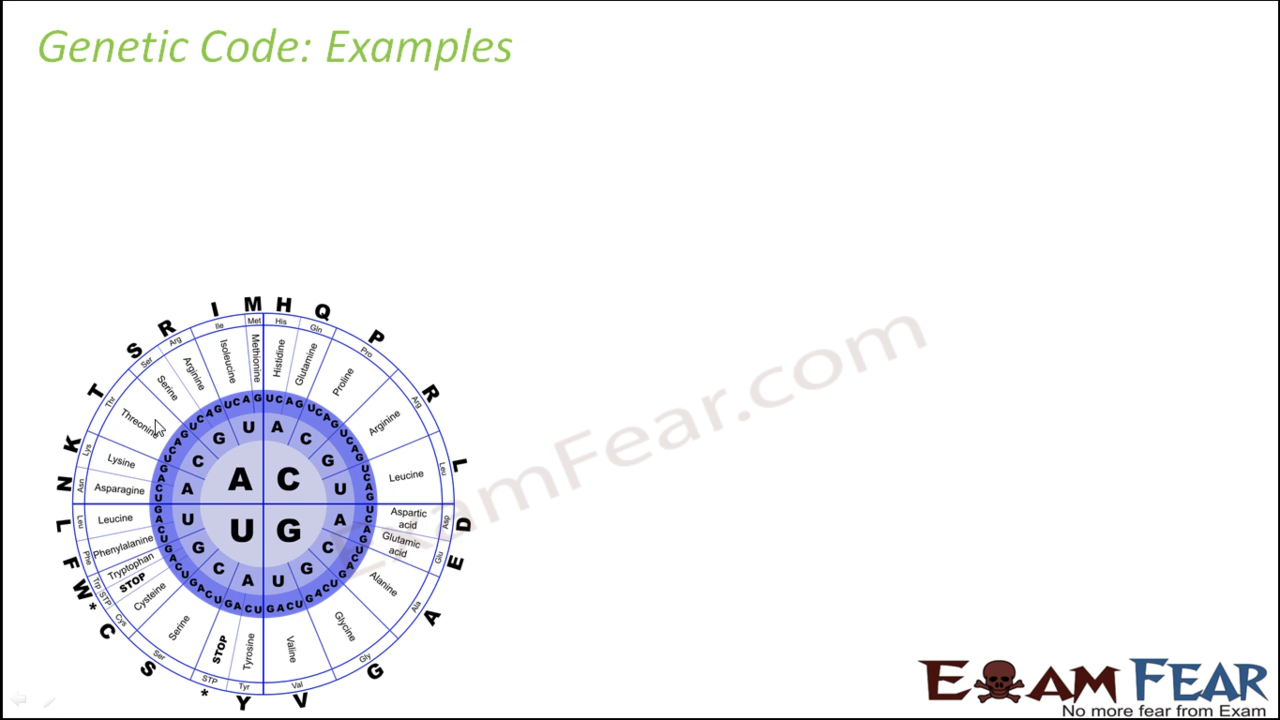 Genetic Code: Examples
M H Q P R L D E A G V Y * S C * W F L N K T S R I
Met His Gln Pro Arg Leu Asp Glu Ala Gly Val Tyr STP Ser Cys STP Trp Phe Leu Asn Lys Thr Ser Arg Ile
Methionine
Histidine
Glutamine
Proline
Arginine
Leucine
Aspartic
acid
Glutamic
acid
Alanine
Glycine
Valine
Tyrosine
STOP
Serine
Cysteine
STOP
Tryptophan
Phenylalanine
Leucine
Asparagine
Lysine
Threonine
Serine
Arginine
Isoleucine
U C A G U C A G U C A G U C A G
A G U C A G U C A G U C A G U
A C G U
A C G U
U G C A
A G U
A C
U G
ExamFear.com
EXAM FEAR
No more fear from Exam